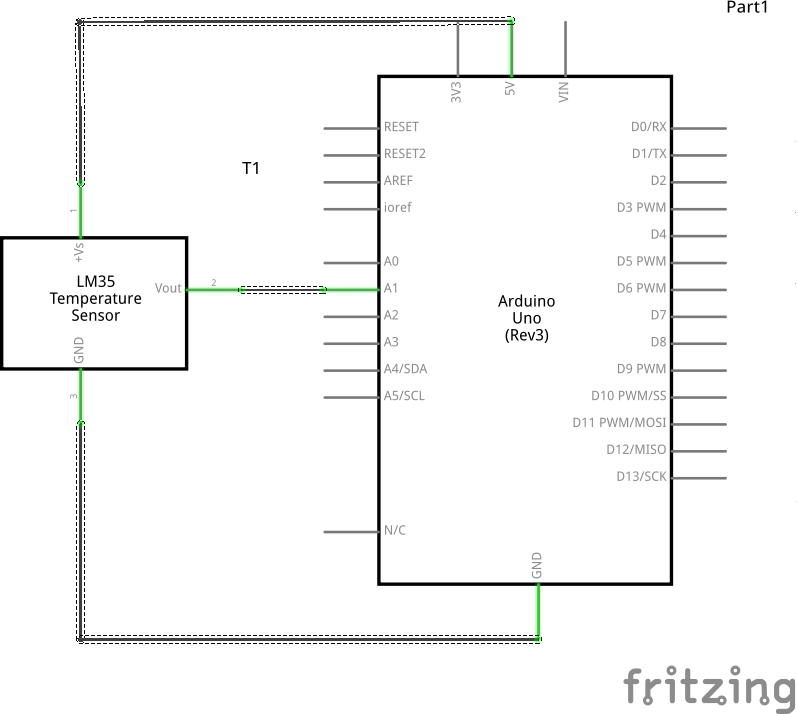 Part1
3V3
5V
VIN
RESET
D0/RX
RESET2
D1/TX
T1
AREF
D2
ioref
D3 PWM
1
D4
+Vs
A0
D5 PWM
LM35
Temperature
Sensor
Vout
2
A1
D6 PWM
Arduino
Uno
(Rev3)
A2
D7
A3
D8
GND
A4/SDA
D9 PWM
3
A5/SCL
D10 PWM/SS
D11 PWM/MOSI
D12/MISO
D13/SCK
N/C
GND
fritzing